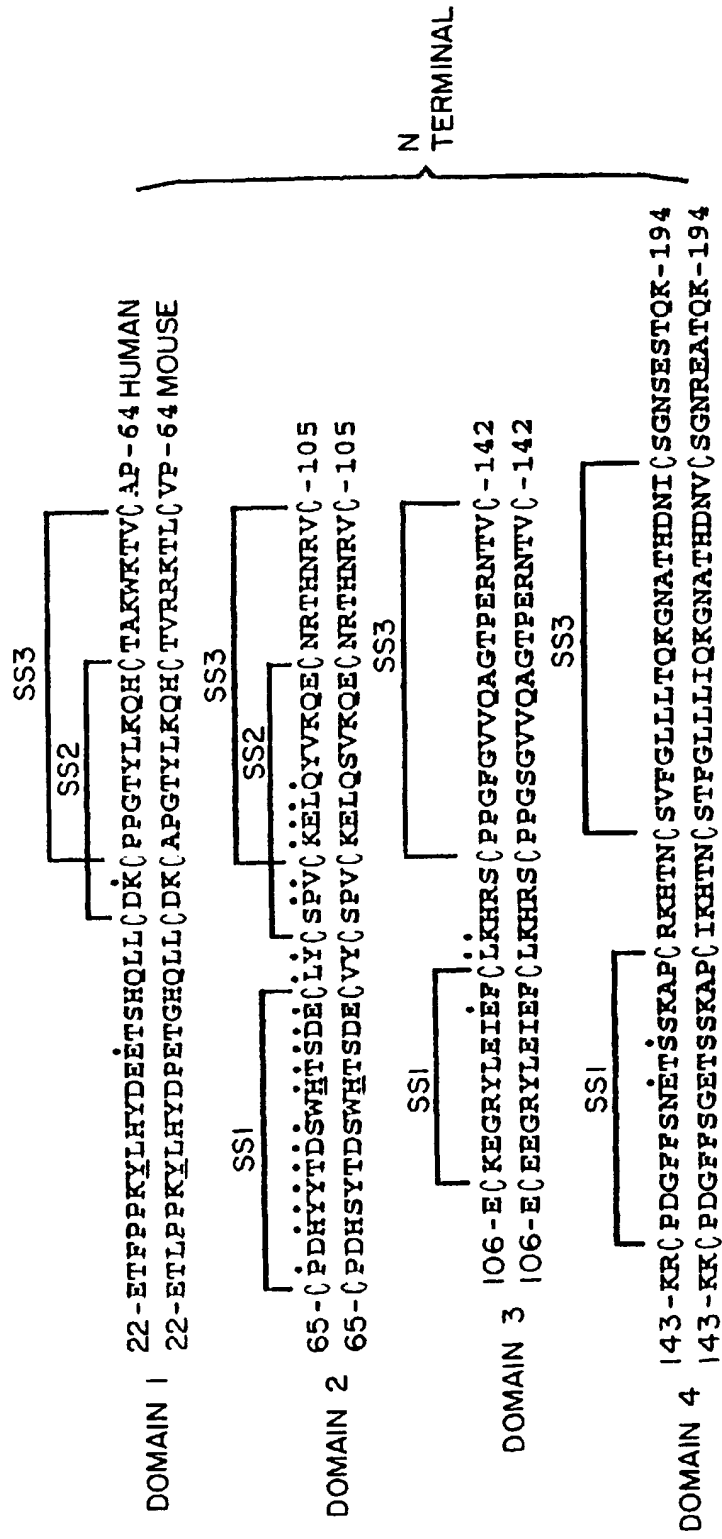 SS3
SS2
DOMAIN 1
22-ETFPPKYLHYDEETSHQLLCDKCPPGTYLKQHCTAKWKTVCAP-64 HUMAN
22-ETLPPKYLHYDPETGHQLLCDKCAPGTYLKQHCTVRRKTLCVP-64 MOUSE
SS3
SS1 SS2
DOMAIN 2
65-CPDHYYTDSWHTSDECLYCSPVCKELQYVKQECNRTHNRVC-105
65-CPDHSYTDSWHTSDECVYCSPVCKELQSVKQECNRTHNRVC-105
N
TERMINAL
SS1 SS3
DOMAIN 3
106-ECKEGRYLEIEFCLKHRSCPPGFGVVQAGTPERNTVC-142
106-ECEEGRYLEIEFCLKHRSCPPGSGVVQAGTPERNTVC-142
SS1 SS3
DOMAIN 4
143-KRCPDGFFSNETSSKAPCRKHTNCSVFGLLLTQKGNATHDNICSGNSESTQK-194
143-KKCPDGFFSGETSSKAPCIKHTNCSTFGLLLIQKGNATHDNVCSGNREATQK-194